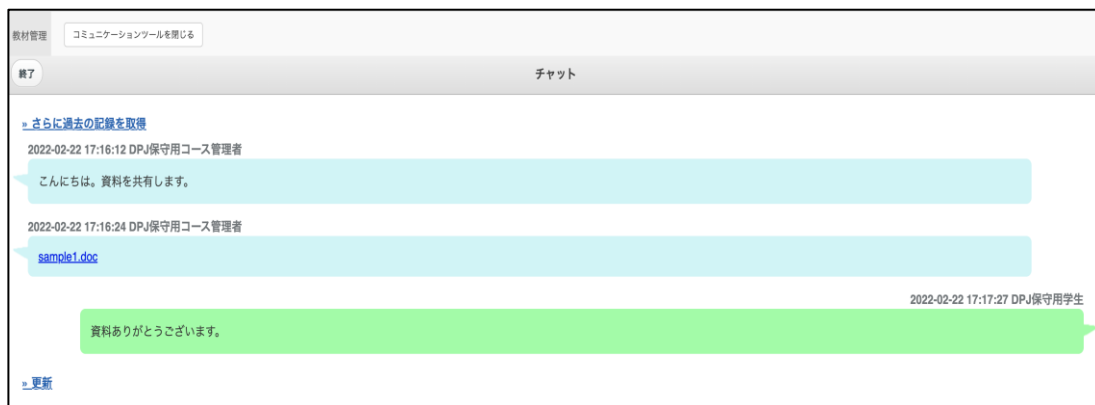 教材管理 コミュニケーションツールを閉じる
終了 チャット
» さらに過去の記録を取得
2022-02-22 17:16:12 DPJ保守用コース管理者
こんにちは。資料を共有します。
2022-02-22 17:16:24 DPJ保守用コース管理者
sample1.doc
2022-02-22 17:17:27 DPJ保守用学生
資料ありがとうございます。
» 更新